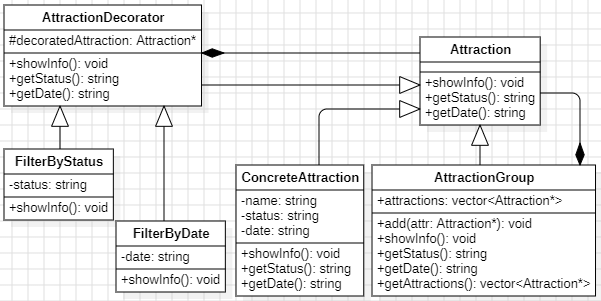 AttractionDecorator
#decoratedAttraction: Attraction*
+showInfo(): void
+getStatus(): string
+getDate(): string
Attraction
+showInfo(): void
+getStatus(): string
+getDate(): string
FilterByStatus
-status: string
+showInfo(): void
FilterByDate
-date: string
+showInfo(): void
ConcreteAttraction
-name: string
-status: string
-date: string
+showInfo(): void
+getStatus(): string
+getDate(): string
AttractionGroup
+attractions: vector<Attraction*>
+add(attr: Attraction*): void
+showInfo(): void
+getStatus(): string
+getDate(): string
+getAttractions(): vector<Attraction*>